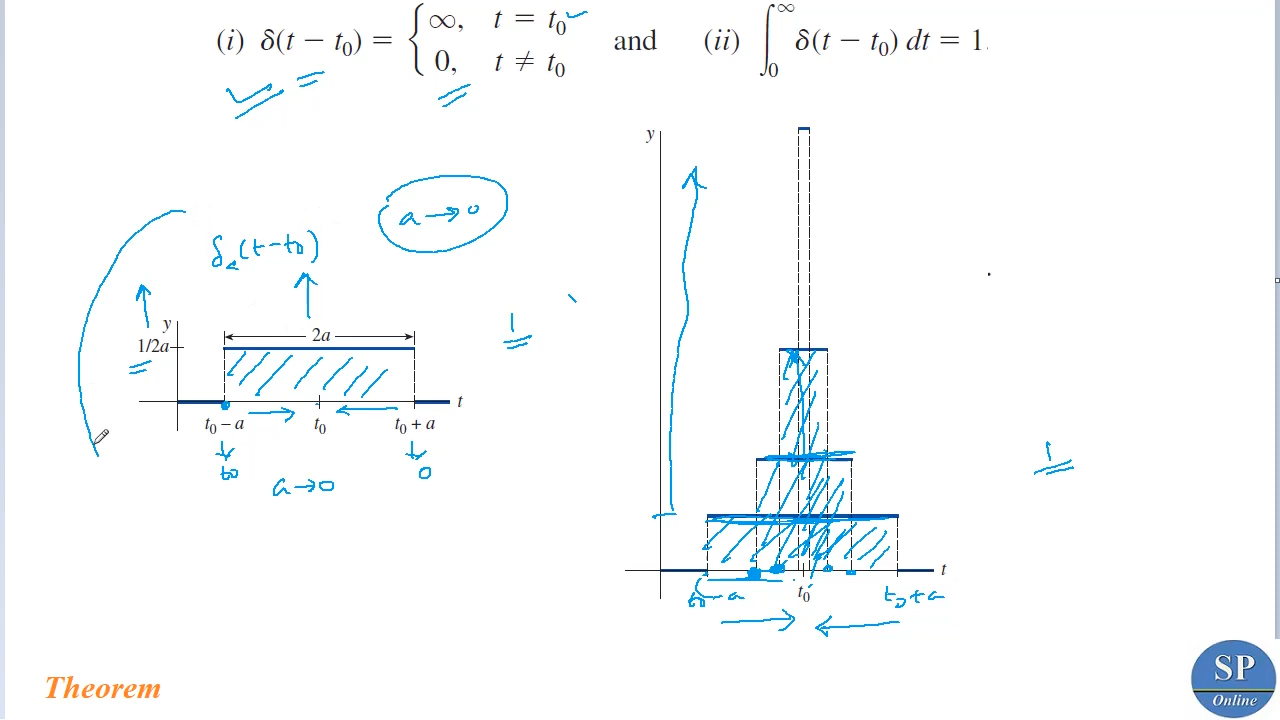 (i) δ(t − t₀) = { ∞, t = t₀
0, t ≠ t₀ and (ii) ∫₀^∞ δ(t − t₀) dt = 1.
a → 0
δₐ(t − t₀)
y
1/2a
2a
1
t₀ − a
t₀
t₀ + a
t
t₀
a → 0
0
y
1
t
t₀ − a
t₀
t₀ + a
Theorem
SP
Online